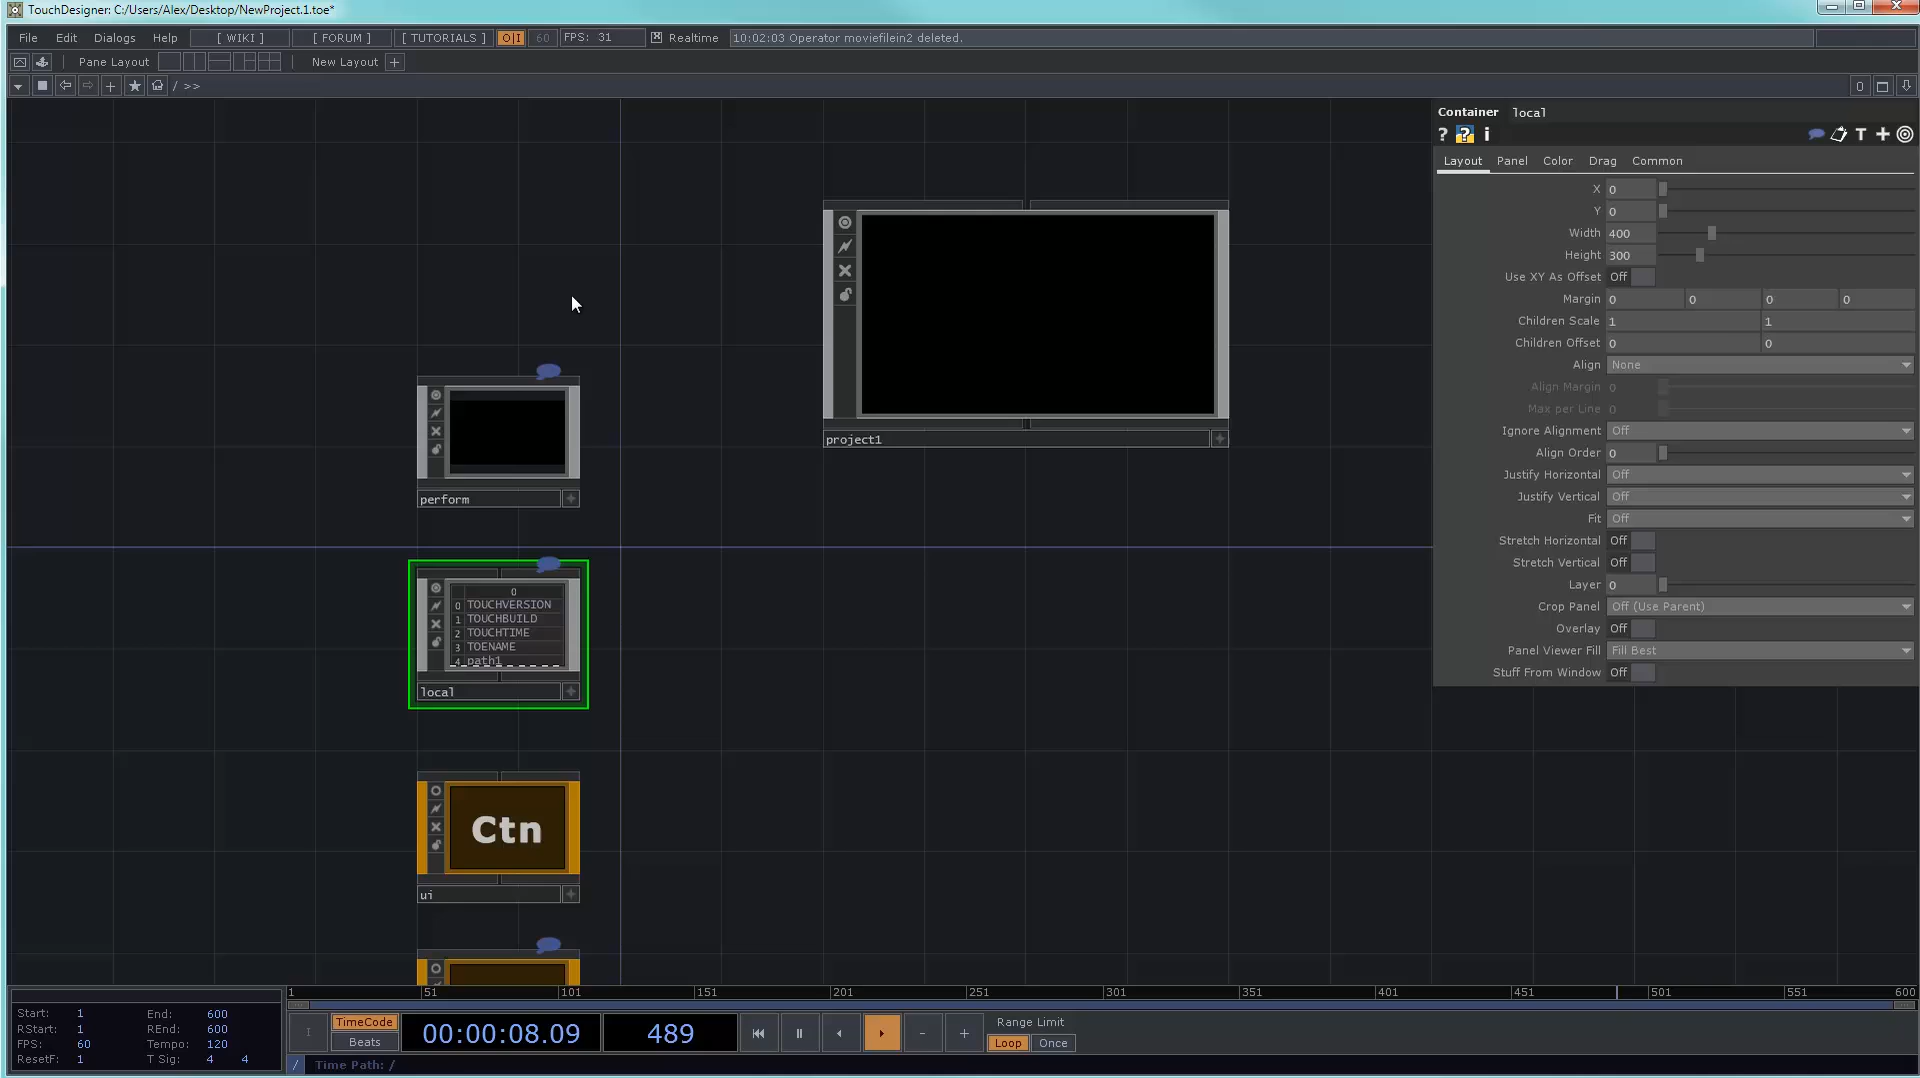 TouchDesigner: C:/Users/Alex/Desktop/NewProject.1.toe*
File Edit Dialogs Help [ WIKI ] [ FORUM ] [ TUTORIALS ] O|I 60 FPS: 31 Realtime 10:02:03 Operator moviefilein2 deleted.
Pane Layout New Layout +
/ >> 0
Container local
? ? i T
Layout Panel Color Drag Common
X 0
Y 0
Width 400
Height 300
Use XY As Offset Off
Margin 0 0 0 0
Children Scale 1 1
Children Offset 0 0
Align None
Align Margin 0
Max per Line 0
Ignore Alignment Off
Align Order 0
Justify Horizontal Off
Justify Vertical Off
Fit Off
Stretch Horizontal Off
Stretch Vertical Off
Layer 0
Crop Panel Off (Use Parent)
Overlay Off
Panel Viewer Fill Fill Best
Stuff From Window Off
project1
perform
0
0 TOUCHVERSION
1 TOUCHBUILD
2 TOUCHTIME
3 TOENAME
4 path1
local
Ctn
ui
1 51 101 151 201 251 301 351 401 451 501 551 600
Start: 1 End: 600
RStart: 1 REnd: 600
FPS: 60 Tempo: 120
ResetF: 1 T Sig: 4 4
I
TimeCode
Beats
00:00:08.09
489
- +
Range Limit
Loop Once
/ Time Path: /